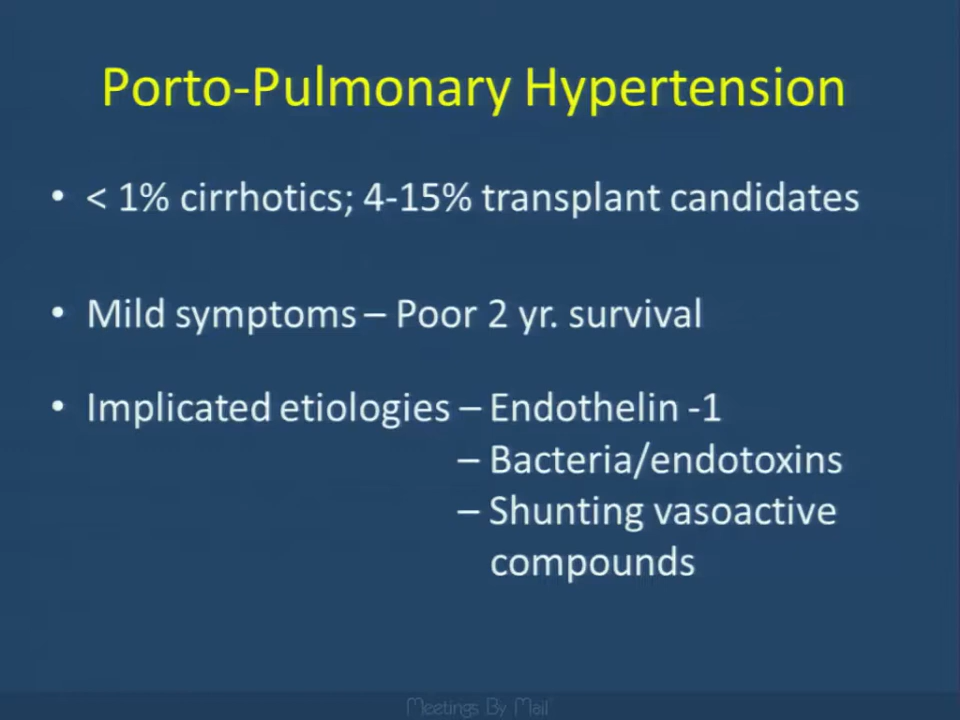 Porto-Pulmonary Hypertension
• < 1% cirrhotics; 4-15% transplant candidates
• Mild symptoms – Poor 2 yr. survival
• Implicated etiologies – Endothelin -1
– Bacteria/endotoxins
– Shunting vasoactive
compounds
Meetings By Mail